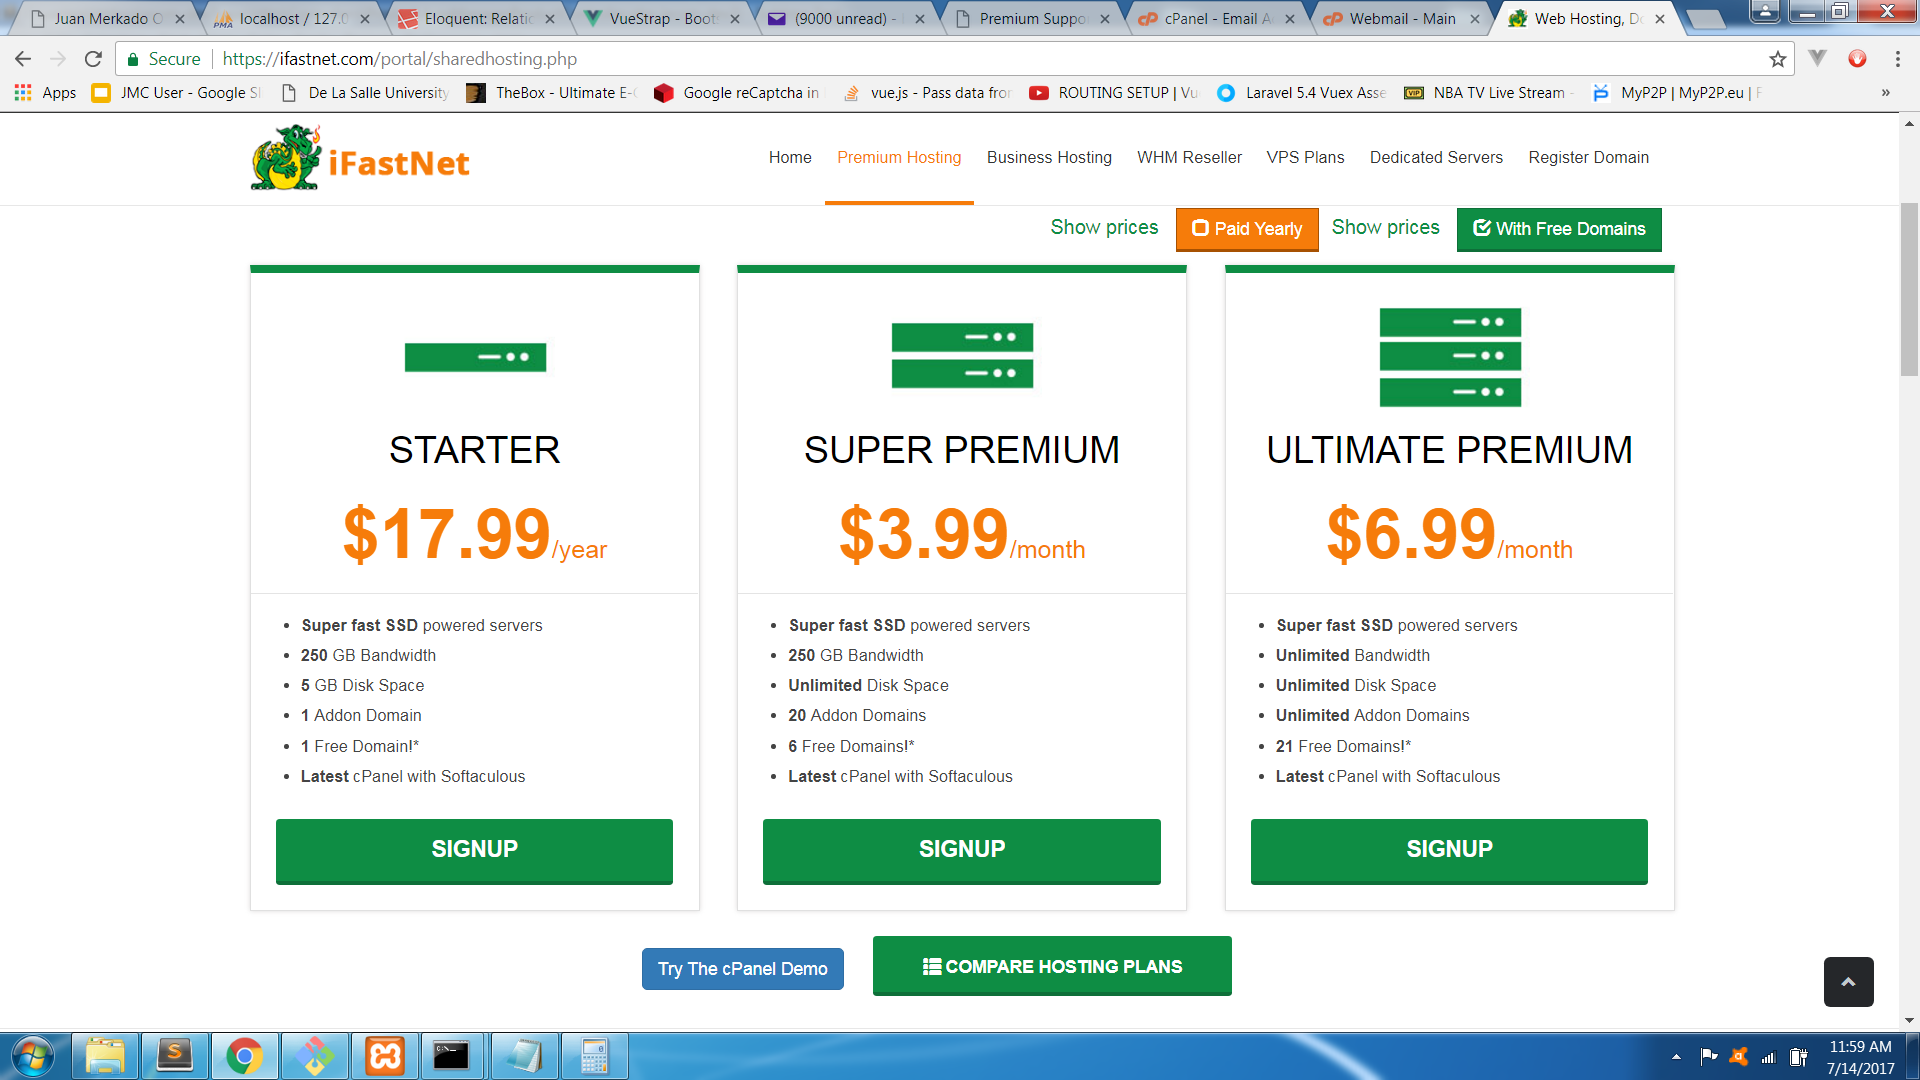 Juan Merkado O
localhost / 127.0
Eloquent: Relatio
VueStrap - Boots
(9000 unread) -
Premium Suppo
cPanel - Email A
Webmail - Main
Web Hosting, Do
Secure
https://ifastnet.com/portal/sharedhosting.php
Apps
JMC User - Google Sl
De La Salle University
TheBox - Ultimate E-C
Google reCaptcha in
vue.js - Pass data from
ROUTING SETUP | Vu
Laravel 5.4 Vuex Asse
NBA TV Live Stream -
MyP2P | MyP2P.eu | F
»
iFastNet
Home
Premium Hosting
Business Hosting
WHM Reseller
VPS Plans
Dedicated Servers
Register Domain
Show prices
Paid Yearly
Show prices
With Free Domains
STARTER
$17.99/year
• Super fast SSD powered servers
• 250 GB Bandwidth
• 5 GB Disk Space
• 1 Addon Domain
• 1 Free Domain!*
• Latest cPanel with Softaculous
SIGNUP
SUPER PREMIUM
$3.99/month
• Super fast SSD powered servers
• 250 GB Bandwidth
• Unlimited Disk Space
• 20 Addon Domains
• 6 Free Domains!*
• Latest cPanel with Softaculous
SIGNUP
ULTIMATE PREMIUM
$6.99/month
• Super fast SSD powered servers
• Unlimited Bandwidth
• Unlimited Disk Space
• Unlimited Addon Domains
• 21 Free Domains!*
• Latest cPanel with Softaculous
SIGNUP
Try The cPanel Demo
COMPARE HOSTING PLANS
11:59 AM
7/14/2017